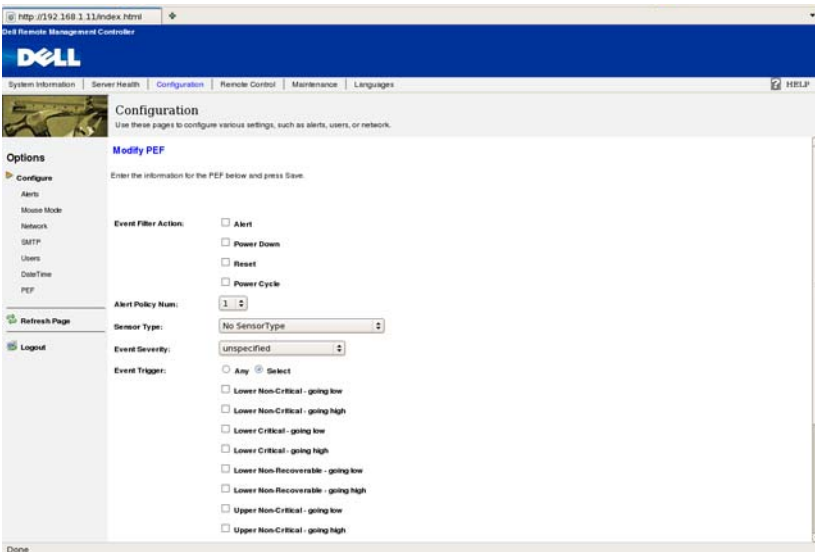 http://192.168.1.11/index.html
Dell Remote Management Controller
DELL
System Information Server Health Configuration Remote Control Maintenance Languages HELP
Configuration
Use these pages to configure various settings, such as alerts, users, or network.
Options
Configure
Alerts
Mouse Mode
Network
SMTP
Users
Date/Time
PEF
Refresh Page
Logout
Modify PEF
Enter the information for the PEF below and press Save.
Event Filter Action: Alert
Power Down
Reset
Power Cycle
Alert Policy Num: 1
Sensor Type: No SensorType
Event Severity: unspecified
Event Trigger: Any Select
Lower Non-Critical - going low
Lower Non-Critical - going high
Lower Critical - going low
Lower Critical - going high
Lower Non-Recoverable - going low
Lower Non-Recoverable - going high
Upper Non-Critical - going low
Upper Non-Critical - going high
Done